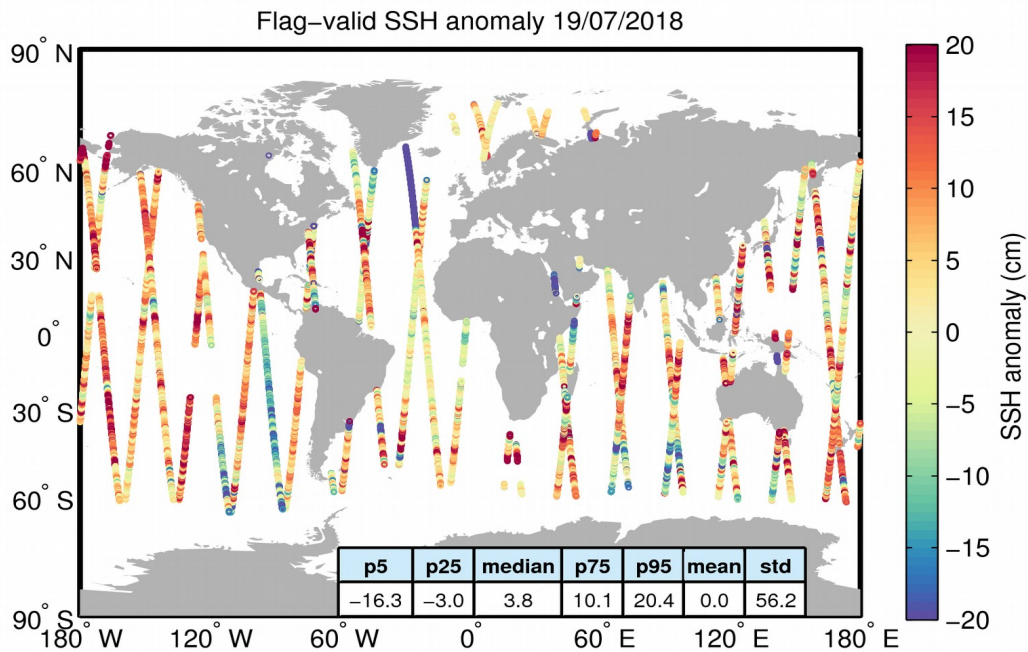 Flag−valid SSH anomaly 19/07/2018
90° N
60° N
30° N
0°
30° S
60° S
90° S
180° W
120° W
60° W
0°
60° E
120° E
180° E
p5 p25 median p75 p95 mean std
−16.3 −3.0 3.8 10.1 20.4 0.0 56.2
20
15
10
5
0
−5
−10
−15
−20
SSH anomaly (cm)